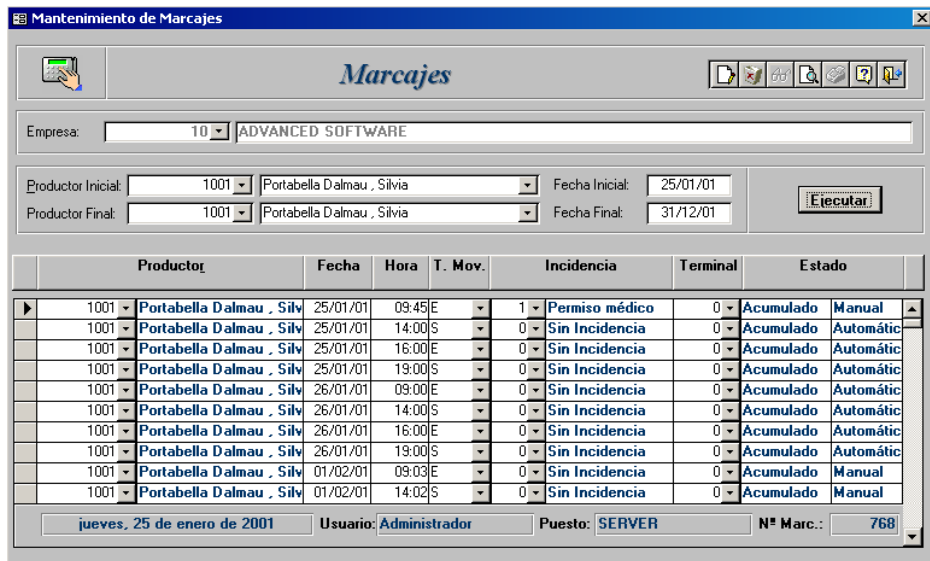 Mantenimiento de Marcajes
Marcajes
Empresa: 10 ADVANCED SOFTWARE
Productor Inicial: 1001 Portabella Dalmau , Silvia Fecha Inicial: 25/01/01
Productor Final: 1001 Portabella Dalmau , Silvia Fecha Final: 31/12/01
Ejecutar
Productor Fecha Hora T. Mov. Incidencia Terminal Estado
1001 Portabella Dalmau , Silv 25/01/01 09:45 E 1 Permiso médico 0 Acumulado Manual
1001 Portabella Dalmau , Silv 25/01/01 14:00 S 0 Sin Incidencia 0 Acumulado Automátic
1001 Portabella Dalmau , Silv 25/01/01 16:00 E 0 Sin Incidencia 0 Acumulado Automátic
1001 Portabella Dalmau , Silv 25/01/01 19:00 S 0 Sin Incidencia 0 Acumulado Automátic
1001 Portabella Dalmau , Silv 26/01/01 09:00 E 0 Sin Incidencia 0 Acumulado Automátic
1001 Portabella Dalmau , Silv 26/01/01 14:00 S 0 Sin Incidencia 0 Acumulado Automátic
1001 Portabella Dalmau , Silv 26/01/01 16:00 E 0 Sin Incidencia 0 Acumulado Automátic
1001 Portabella Dalmau , Silv 26/01/01 19:00 S 0 Sin Incidencia 0 Acumulado Automátic
1001 Portabella Dalmau , Silv 01/02/01 09:03 E 0 Sin Incidencia 0 Acumulado Manual
1001 Portabella Dalmau , Silv 01/02/01 14:02 S 0 Sin Incidencia 0 Acumulado Manual
jueves, 25 de enero de 2001 Usuario: Administrador Puesto: SERVER Nº Marc.: 768